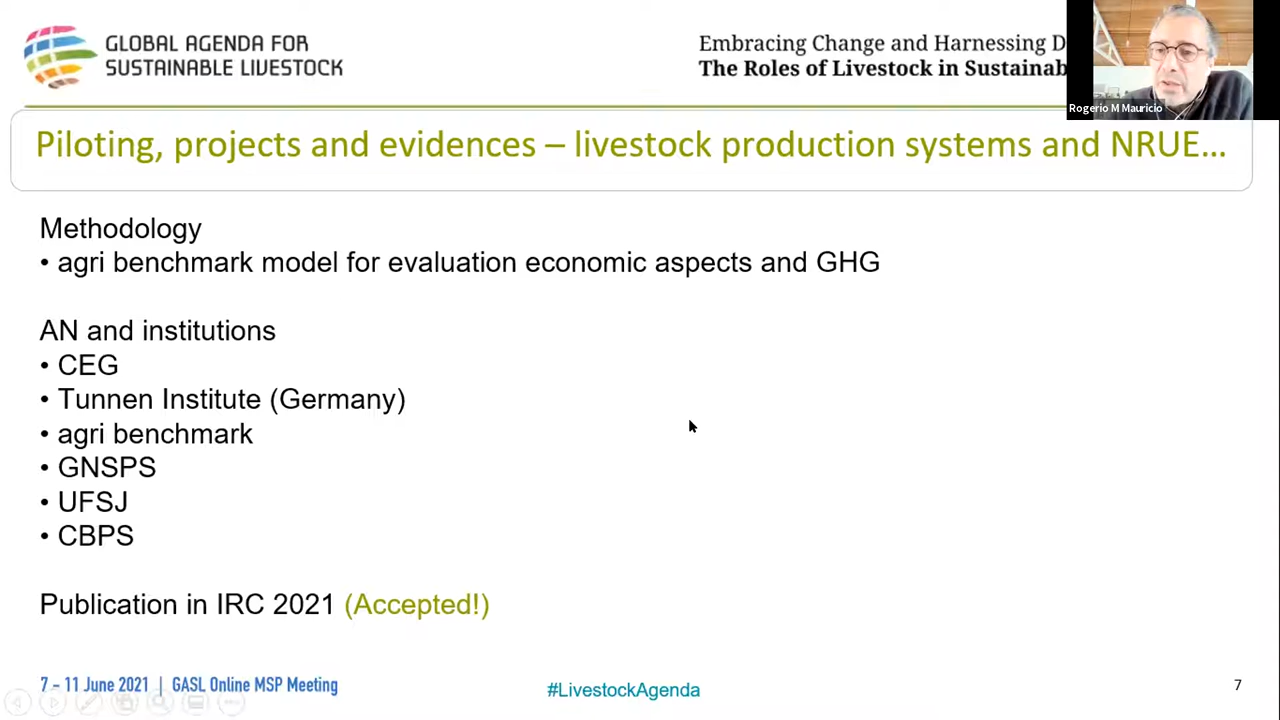 GLOBAL AGENDA FOR
SUSTAINABLE LIVESTOCK
Embracing Change and Harnessing D
The Roles of Livestock in Sustainab
Rogerio M Mauricio
Piloting, projects and evidences – livestock production systems and NRUE...
Methodology
• agri benchmark model for evaluation economic aspects and GHG
AN and institutions
• CEG
• Tunnen Institute (Germany)
• agri benchmark
• GNSPS
• UFSJ
• CBPS
Publication in IRC 2021 (Accepted!)
7 – 11 June 2021 | GASL Online MSP Meeting
#LivestockAgenda
7